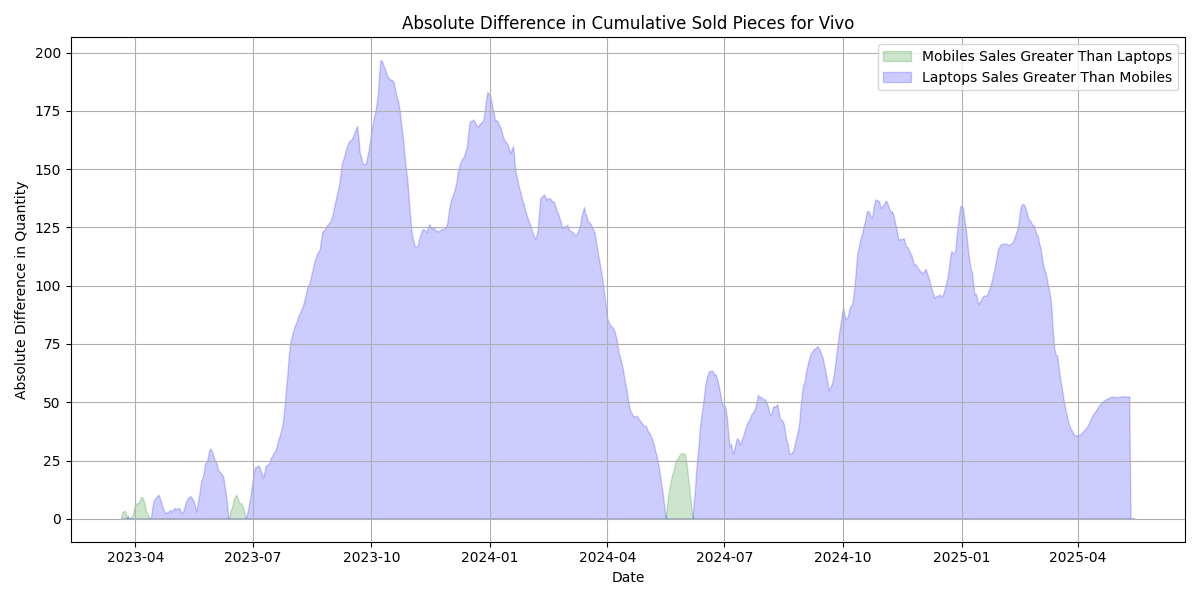 Absolute Difference in Cumulative Sold Pieces for Vivo
Mobiles Sales Greater Than Laptops
Laptops Sales Greater Than Mobiles
Absolute Difference in Quantity
200
175
150
125
100
75
50
25
0
2023-04 2023-07 2023-10 2024-01 2024-04 2024-07 2024-10 2025-01 2025-04
Date